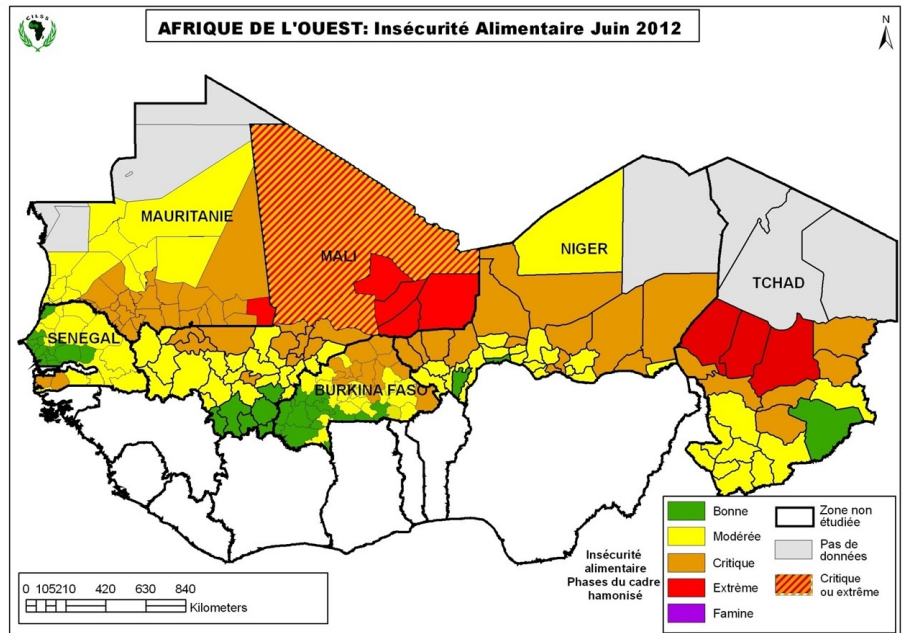 CILSS
AFRIQUE DE L'OUEST: Insécurité Alimentaire Juin 2012
N
MAURITANIE
MALI
NIGER
TCHAD
SENEGAL
BURKINA FASO
Insécurité
alimentaire
Phases du cadre
hamonisé
Bonne
Modérée
Critique
Extrème
Famine
Zone non
étudiée
Pas de
données
Critique
ou extrême
0 105210 420 630 840
Kilometers